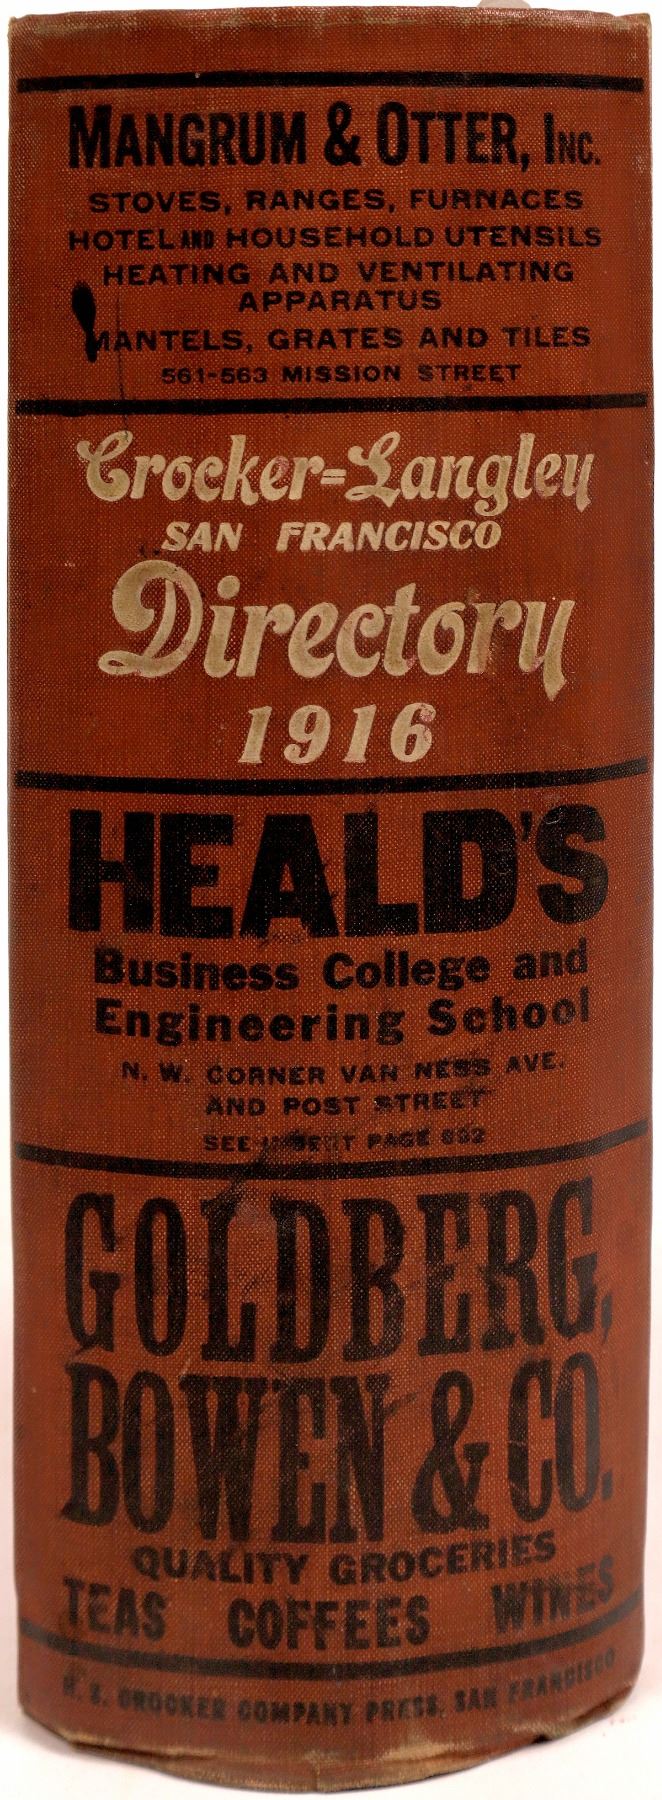 MANGRUM & OTTER, INC.
STOVES, RANGES, FURNACES
HOTEL AND HOUSEHOLD UTENSILS
HEATING AND VENTILATING
APPARATUS
MANTELS, GRATES AND TILES
561-563 MISSION STREET
Crocker=Langley
SAN FRANCISCO
Directory
1916
HEALD'S
Business College and
Engineering School
N. W. CORNER VAN NESS AVE.
AND POST STREET
SEE INSERT PAGE
GOLDBERG,
BOWEN & CO.
QUALITY GROCERIES
TEAS COFFEES WINES
H. S. CROCKER COMPANY PRESS, SAN FRANCISCO